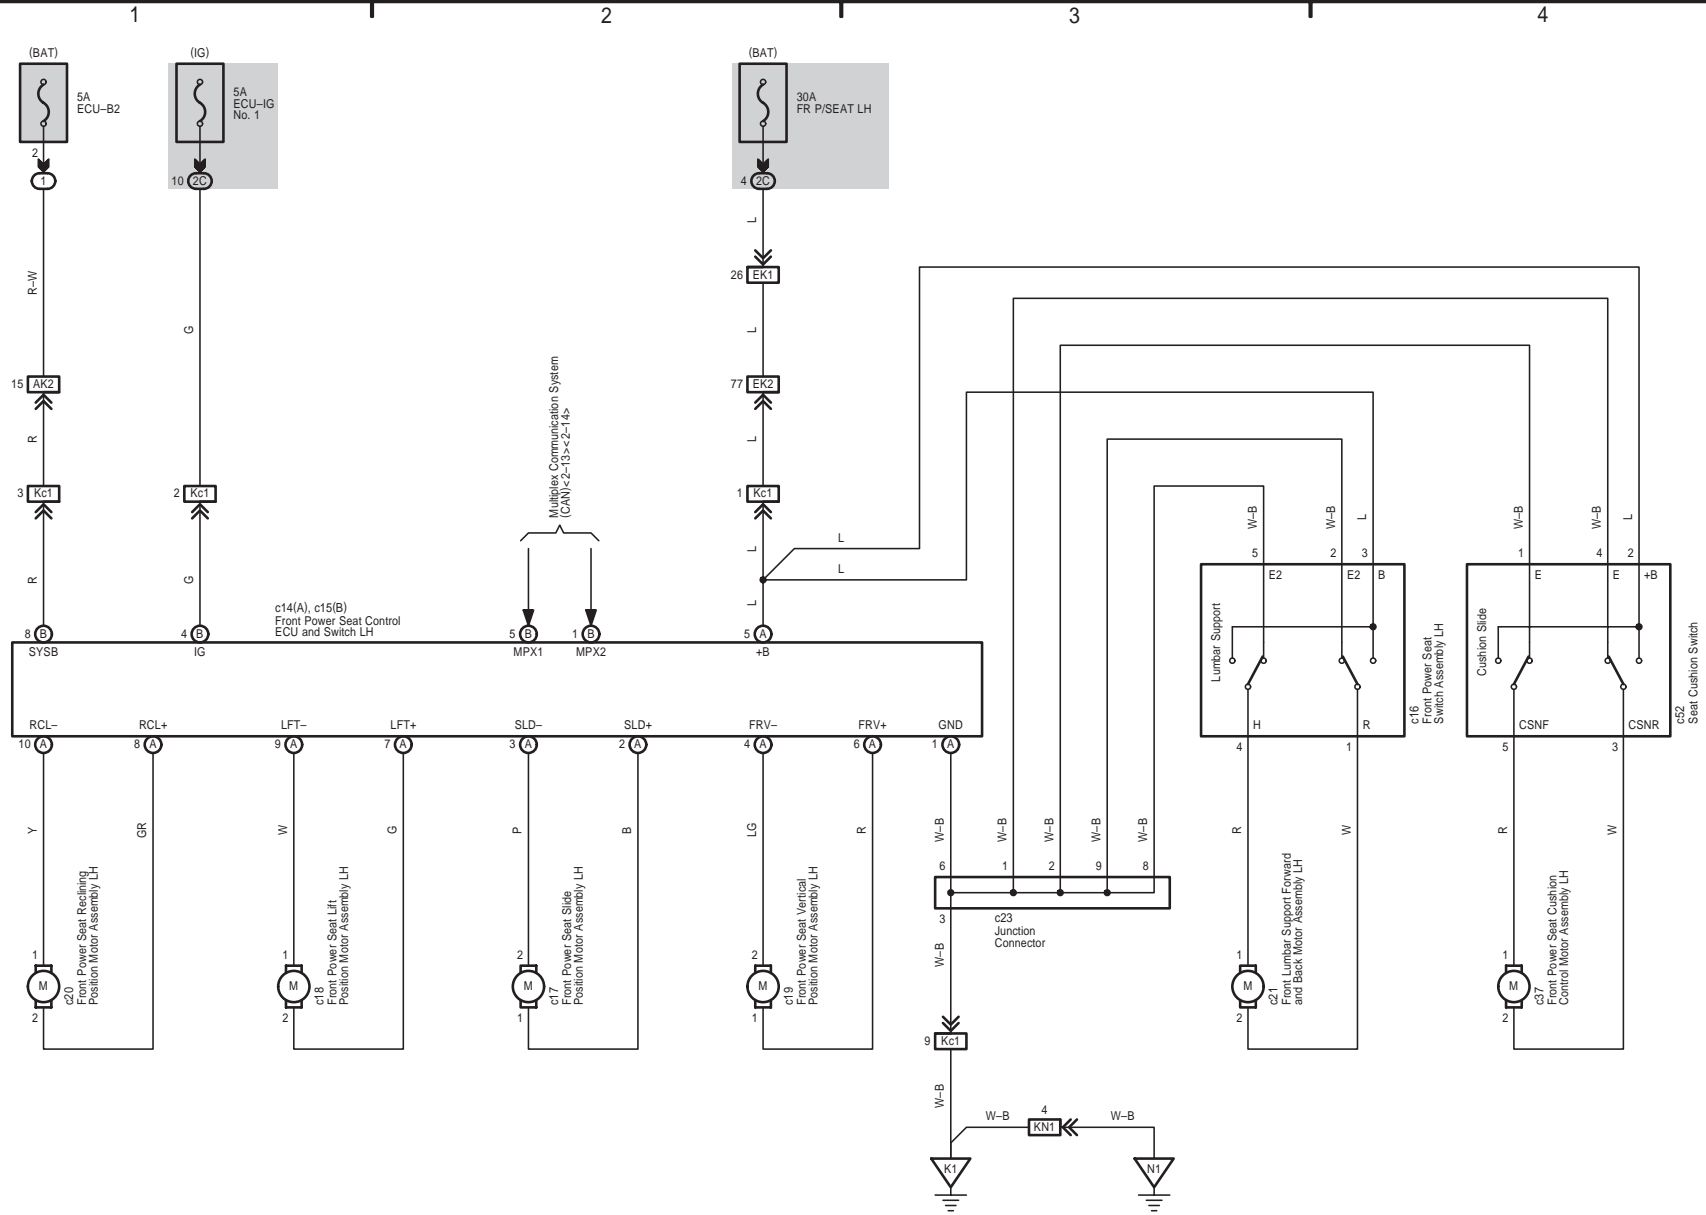 1
2
3
4
(BAT)
(IG)
(BAT)
5A
ECU–B2
5A
ECU–IG
No. 1
30A
FR P/SEAT LH
2
1
10 2C
4 2C
L
26 EK1
R–W
G
L
15 AK2
77 EK2
R
L
Multiplex Communication System
(CAN)<2–13><2–14>
3 Kc1
2 Kc1
1 Kc1
R
G
L
L
L
L
W–B
W–B
L
W–B
W–B
L
5
2
3
1
4
2
E2
E2
B
E
E
+B
c14(A), c15(B)
Front Power Seat Control
ECU and Switch LH
8 B
4 B
5 B
1 B
5 A
SYSB
IG
MPX1
MPX2
+B
Lumbar Support
c16
Front Power Seat
Switch Assembly LH
Cushion Slide
c52
Seat Cushion Switch
RCL–
RCL+
LFT–
LFT+
SLD–
SLD+
FRV–
FRV+
GND
H
R
CSNF
CSNR
10 A
8 A
9 A
7 A
3 A
2 A
4 A
6 A
1 A
4
1
5
3
Y
GR
W
G
P
B
LG
R
W–B
W–B
W–B
W–B
W–B
R
W
R
W
6
1
2
9
8
3
c23
Junction
Connector
W–B
1
M
2
c20
Front Power Seat Reclining
Position Motor Assembly LH
1
M
2
c18
Front Power Seat Lift
Position Motor Assembly LH
2
M
1
c17
Front Power Seat Slide
Position Motor Assembly LH
2
M
1
c19
Front Power Seat Vertical
Position Motor Assembly LH
1
M
2
c21
Front Lumbar Support Forward
and Back Motor Assembly LH
1
M
2
c37
Front Power Seat Cushion
Control Motor Assembly LH
9 Kc1
W–B
W–B
4
KN1
W–B
K1
N1